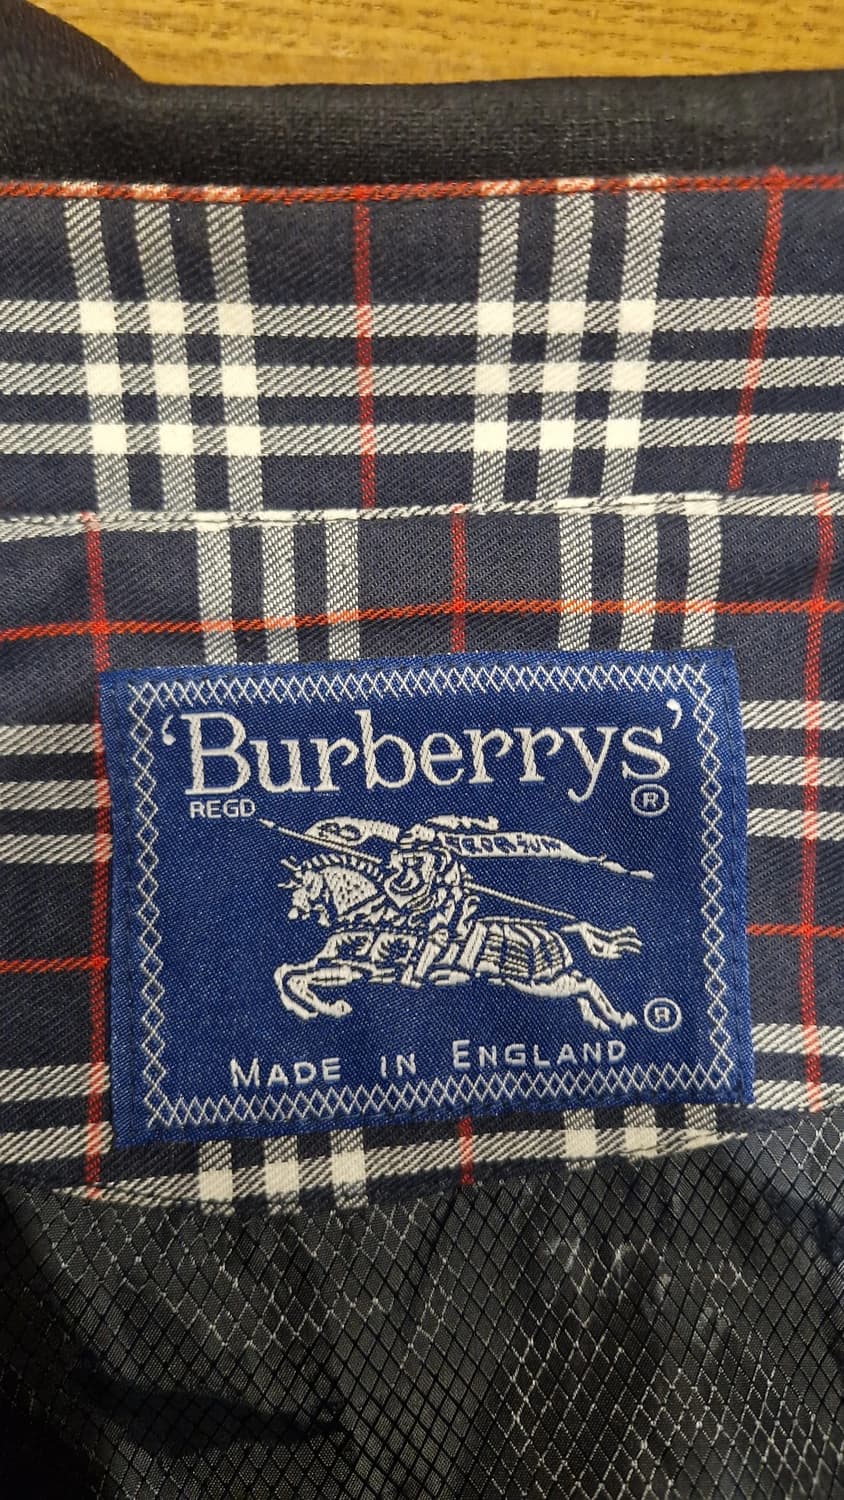 ‘Burberrys’
REGD ®
®
MADE IN ENGLAND